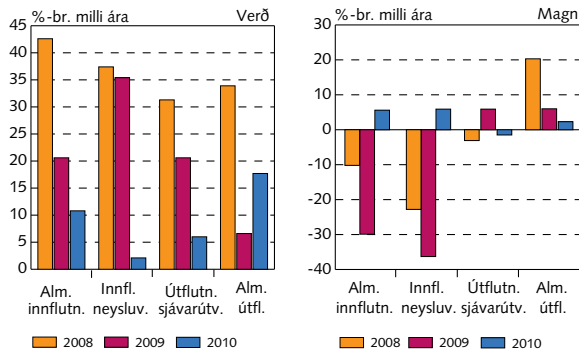 %-br. milli ára Verð
45
40
35
30
25
20
15
10
5
0
Alm. innflutn.
Innfl. neysluv.
Útflutn. sjávarútv.
Alm. útfl.
2008 2009 2010
%-br. milli ára Magn
30
20
10
0
-10
-20
-30
-40
Alm. innflutn.
Innfl. neysluv.
Útflutn. sjávarútv.
Alm. útfl.
2008 2009 2010